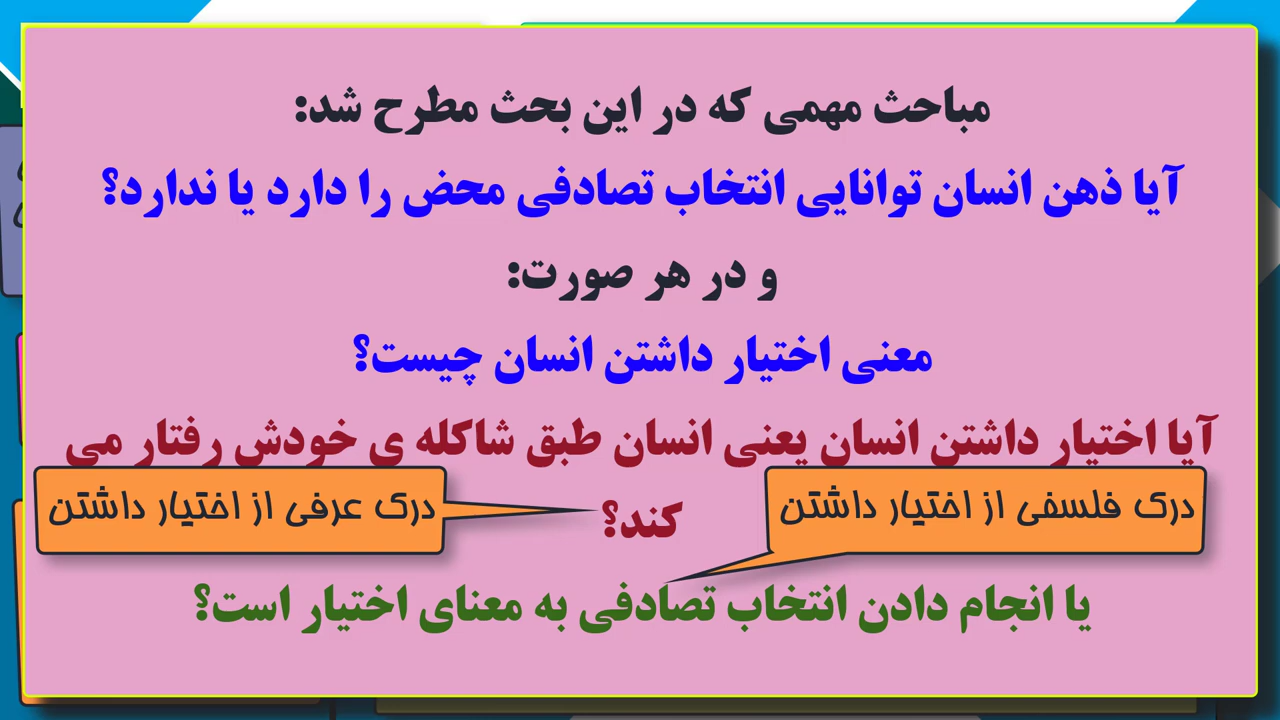 مباحث مهمی که در این بحث مطرح شد:
آیا ذهن انسان توانایی انتخاب تصادفی محض را دارد یا ندارد؟
و در هر صورت:
معنی اختیار داشتن انسان چیست؟
آیا اختیار داشتن انسان یعنی انسان طبق شاکله ی خودش رفتار می
کند؟
درک فلسفی از اختیار داشتن
درک عرفی از اختیار داشتن
یا انجام دادن انتخاب تصادفی به معنای اختیار است؟